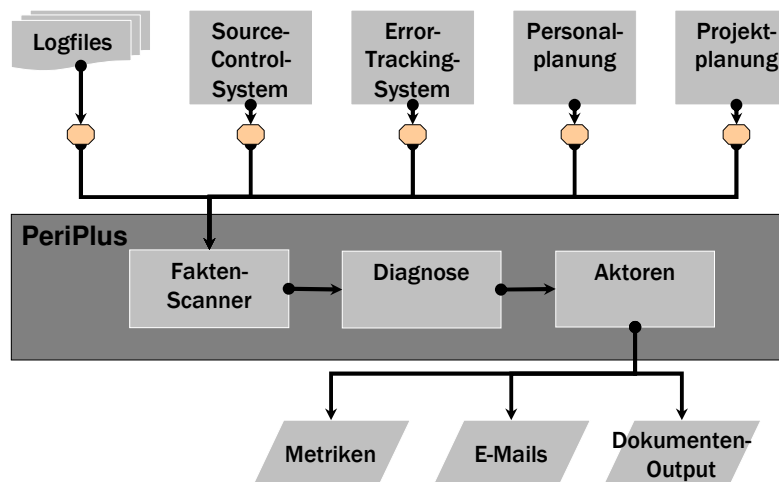 Logfiles
Source-
Control-
System
Error-
Tracking-
System
Personal-
planung
Projekt-
planung
PeriPlus
Fakten-
Scanner
Diagnose
Aktoren
Metriken
E-Mails
Dokumenten-
Output